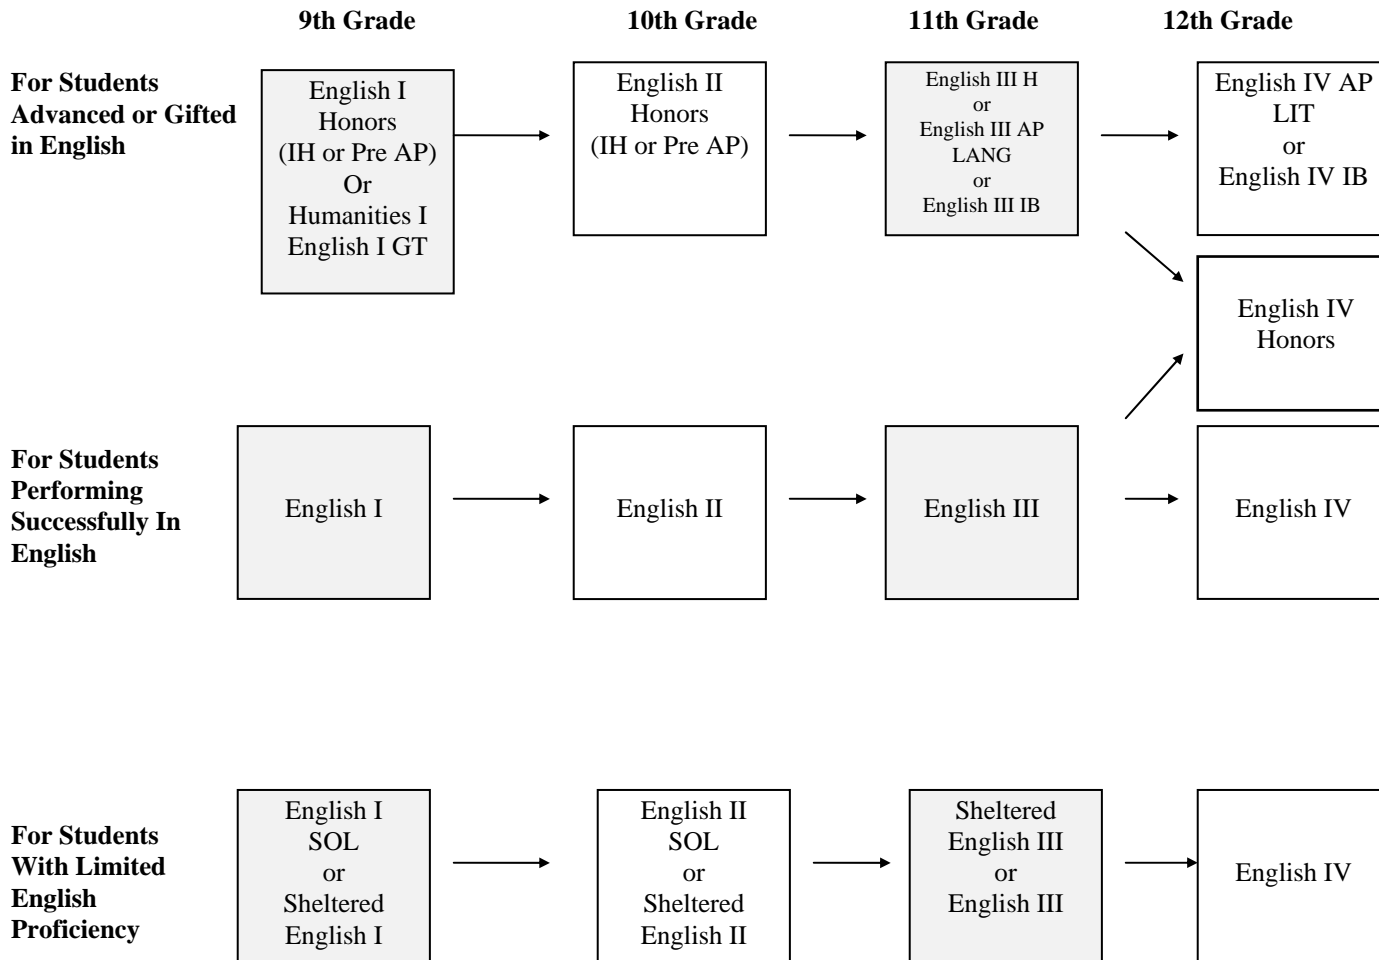 9th Grade
10th Grade
11th Grade
12th Grade
For Students
Advanced or Gifted
in English
English I
Honors
(IH or Pre AP)
Or
Humanities I
English I GT
English II
Honors
(IH or Pre AP)
English III H
or
English III AP
LANG
or
English III IB
English IV AP
LIT
or
English IV IB
English IV
Honors
For Students
Performing
Successfully In
English
English I
English II
English III
English IV
For Students
With Limited
English
Proficiency
English I
SOL
or
Sheltered
English I
English II
SOL
or
Sheltered
English II
Sheltered
English III
or
English III
English IV